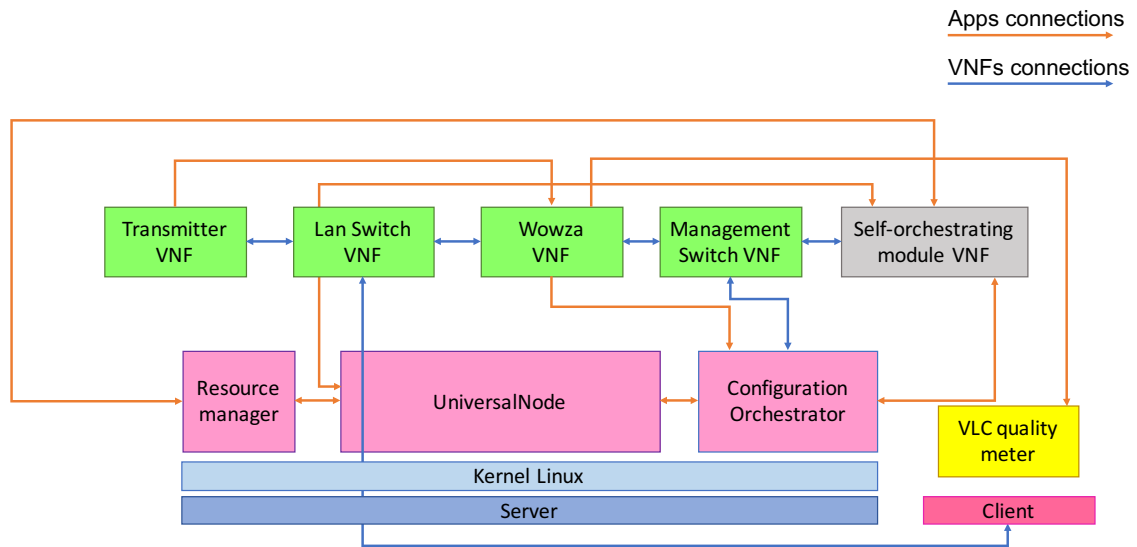 Apps connections
VNFs connections
Transmitter
VNF
Lan Switch
VNF
Wowza
VNF
Management
Switch VNF
Self-orchestrating
module VNF
Resource
manager
UniversalNode
Configuration
Orchestrator
VLC quality
meter
Kernel Linux
Server
Client